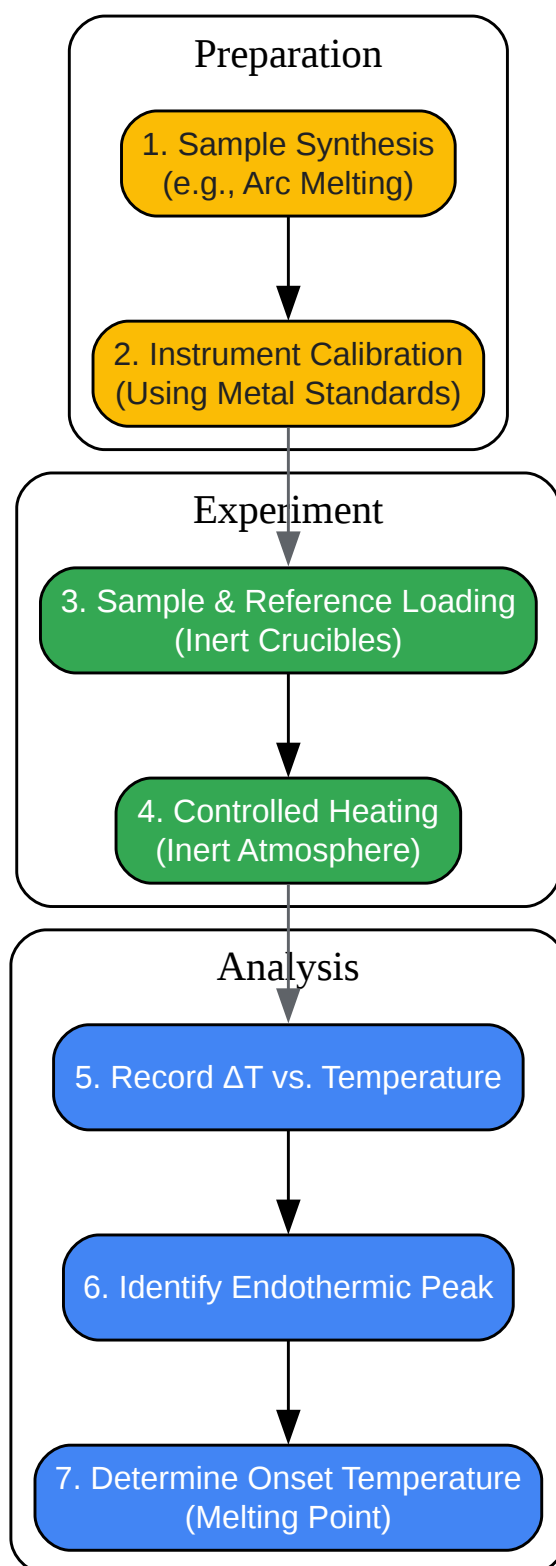 Preparation
1. Sample Synthesis
(e.g., Arc Melting)
2. Instrument Calibration
(Using Metal Standards)
Experiment
3. Sample & Reference Loading
(Inert Crucibles)
4. Controlled Heating
(Inert Atmosphere)
Analysis
5. Record ΔT vs. Temperature
6. Identify Endothermic Peak
7. Determine Onset Temperature
(Melting Point)